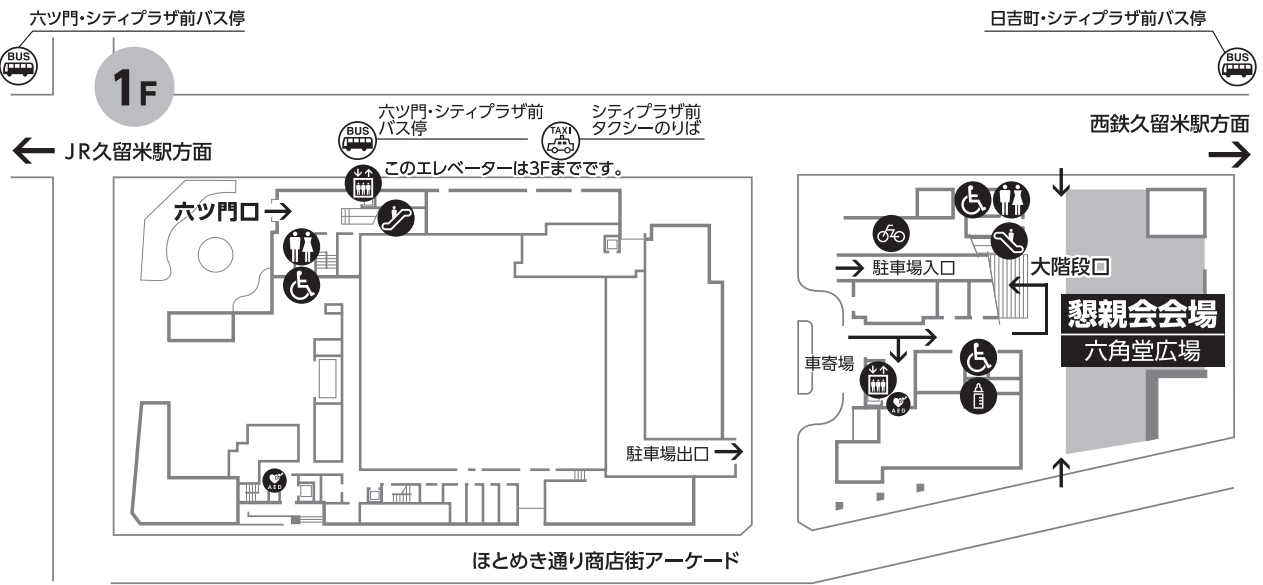 六ツ門・シティプラザ前バス停
日吉町・シティプラザ前バス停
BUS
BUS
1F
六ツ門・シティプラザ前
バス停
シティプラザ前
タクシーのりば
BUS
TAXI
西鉄久留米駅方面
JR久留米駅方面
このエレベーターは3Fまでです。
六ツ門口
駐車場入口
大階段口
懇親会会場
六角堂広場
車寄場
AED
駐車場出口
AED
ほとめき通り商店街アーケード